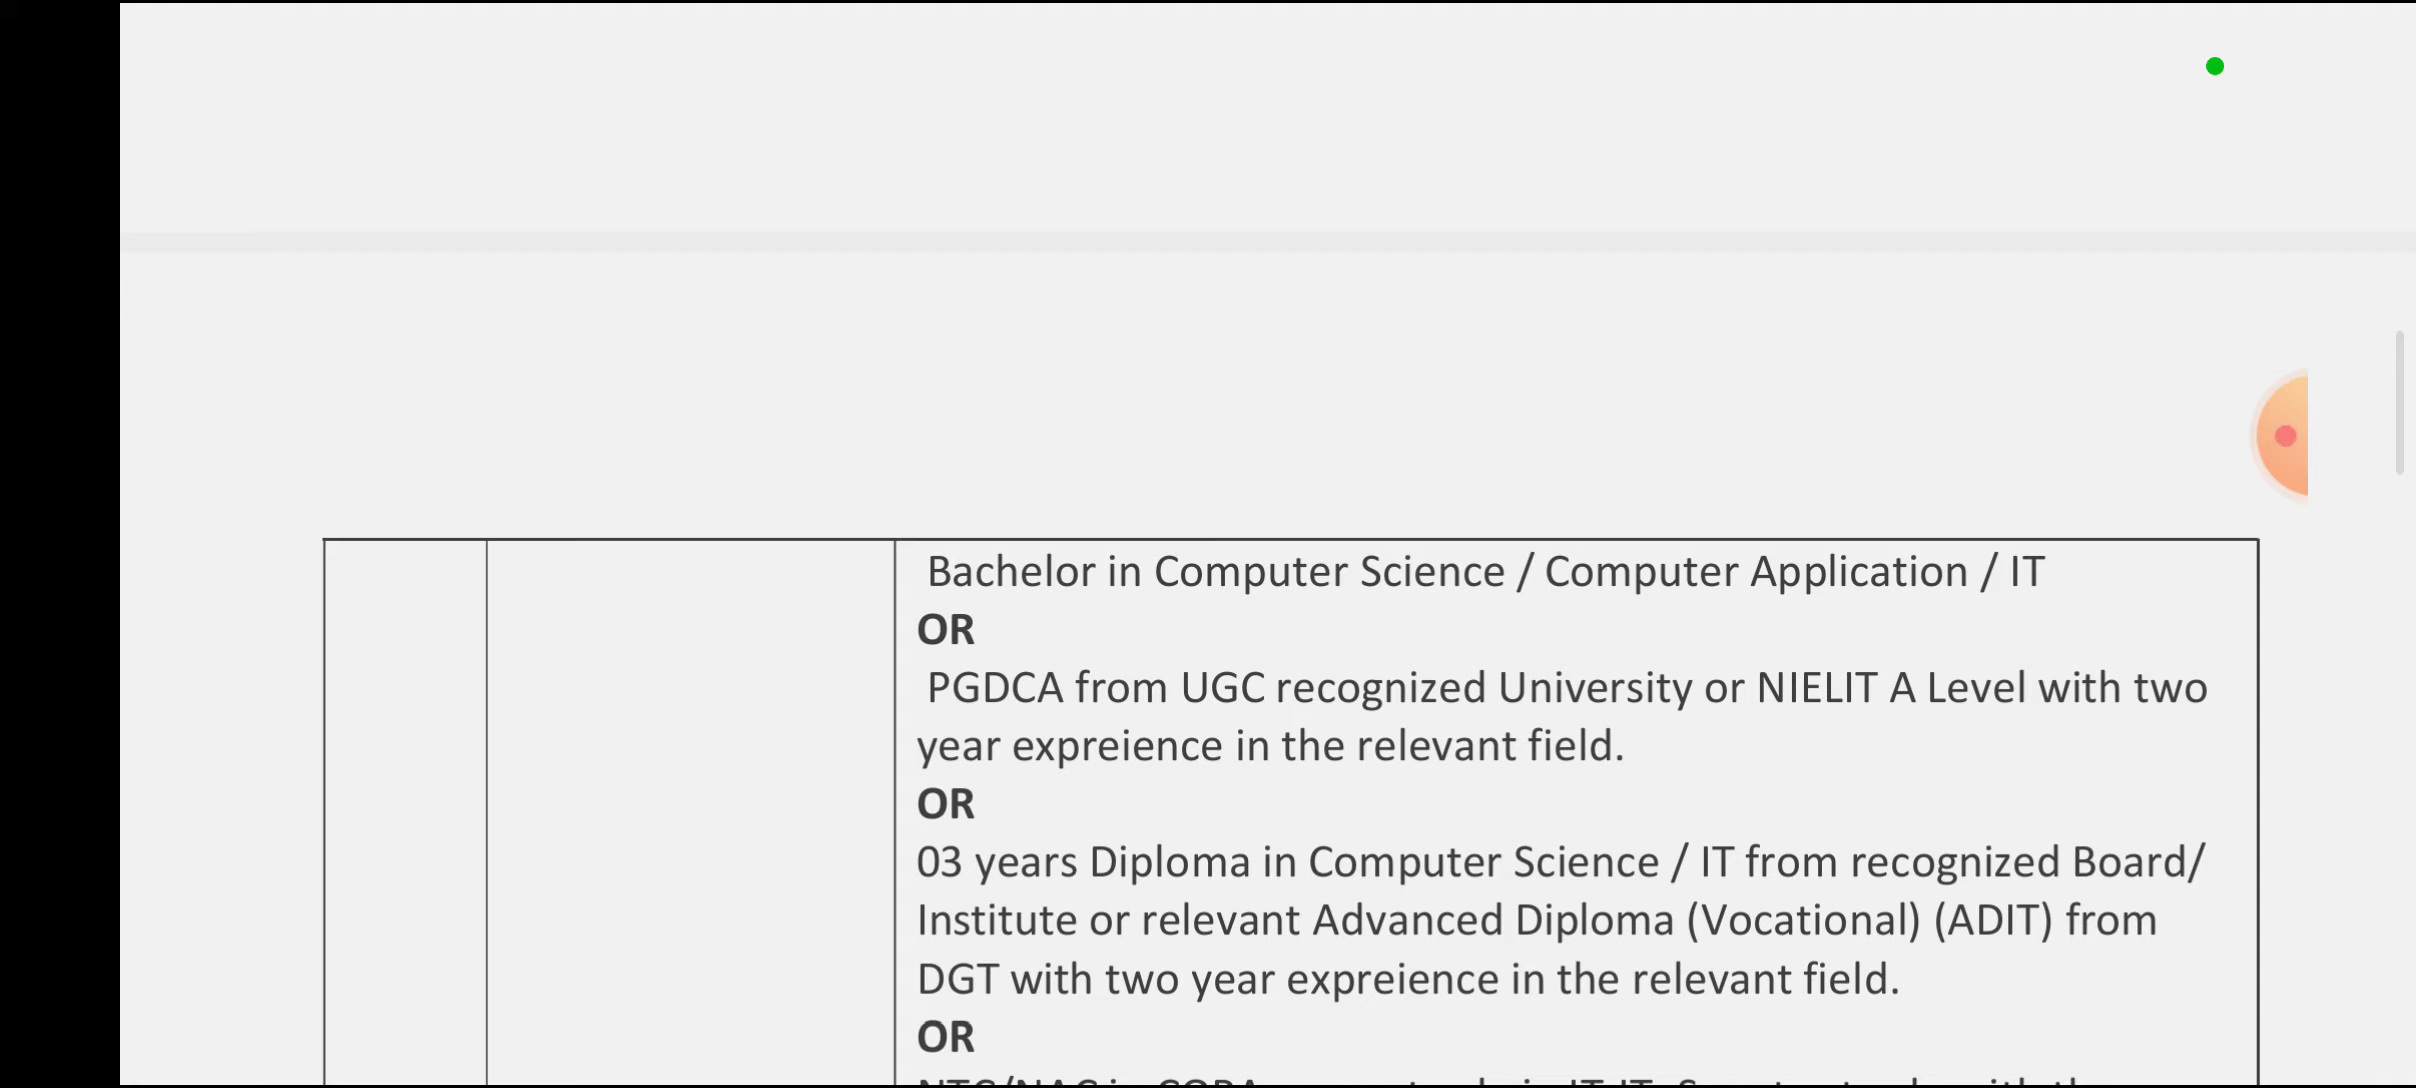 Bachelor in Computer Science / Computer Application / IT
OR
PGDCA from UGC recognized University or NIELIT A Level with two
year expreience in the relevant field.
OR
03 years Diploma in Computer Science / IT from recognized Board/
Institute or relevant Advanced Diploma (Vocational) (ADIT) from
DGT with two year expreience in the relevant field.
OR